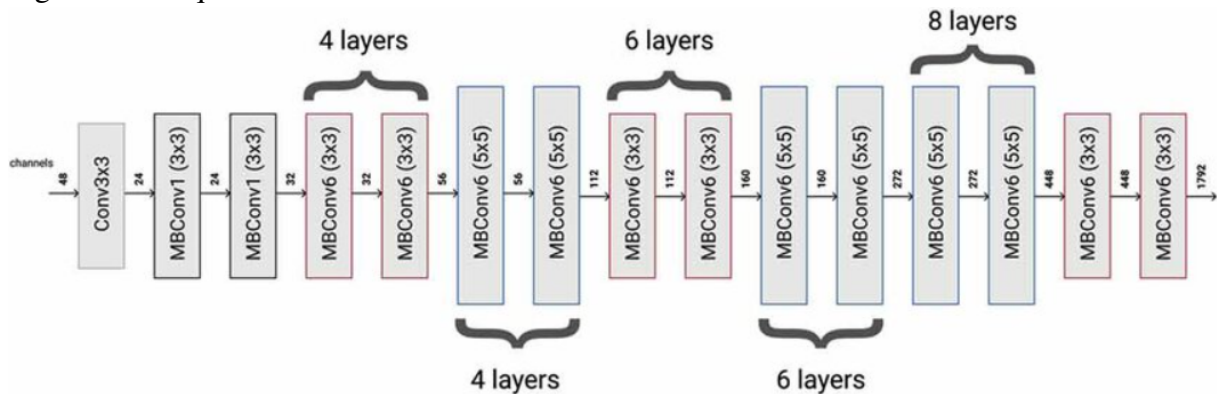 4 layers
6 layers
8 layers
channels
48
Conv3x3
24
MBConv1 (3x3)
24
MBConv1 (3x3)
32
MBConv6 (3x3)
32
MBConv6 (3x3)
56
MBConv6 (5x5)
56
MBConv6 (5x5)
112
MBConv6 (3x3)
112
MBConv6 (3x3)
160
MBConv6 (5x5)
160
MBConv6 (5x5)
272
MBConv6 (5x5)
272
MBConv6 (5x5)
448
MBConv6 (3x3)
448
MBConv6 (3x3)
1792
4 layers
6 layers